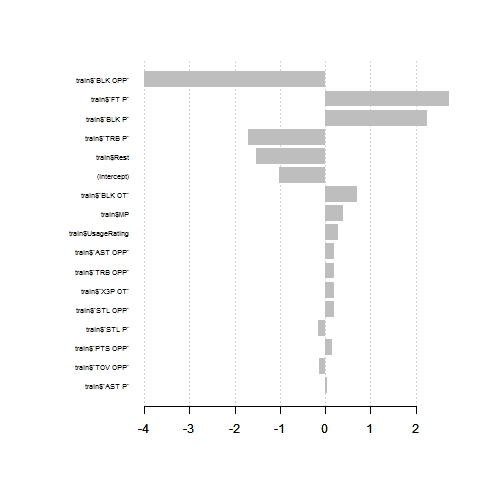 train$`BLK OPP`
train$`FT P`
train$`BLK P`
train$`TRB P`
train$Rest
(Intercept)
train$`BLK OT`
train$MP
train$UsageRating
train$`AST OPP`
train$`TRB OPP`
train$`X3P OT`
train$`STL OPP`
train$`STL P`
train$`PTS OPP`
train$`TOV OPP`
train$`AST P`
-4 -3 -2 -1 0 1 2